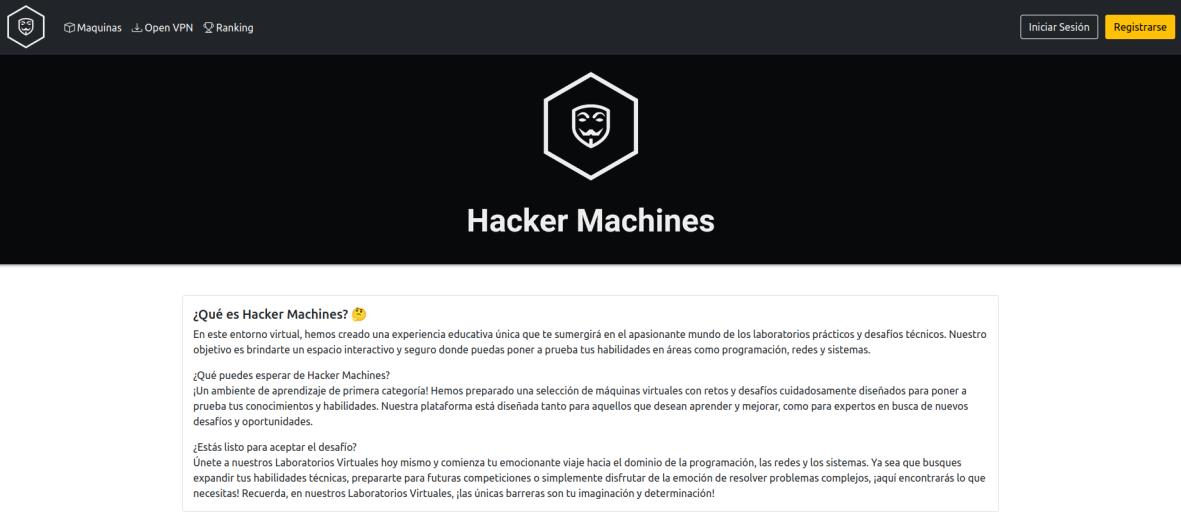 Maquinas Open VPN Ranking Iniciar Sesión Registrarse
Hacker Machines
¿Qué es Hacker Machines? 🤔
En este entorno virtual, hemos creado una experiencia educativa única que te sumergirá en el apasionante mundo de los laboratorios prácticos y desafíos técnicos. Nuestro
objetivo es brindarte un espacio interactivo y seguro donde puedas poner a prueba tus habilidades en áreas como programación, redes y sistemas.
¿Qué puedes esperar de Hacker Machines?
¡Un ambiente de aprendizaje de primera categoría! Hemos preparado una selección de máquinas virtuales con retos y desafíos cuidadosamente diseñados para poner a
prueba tus conocimientos y habilidades. Nuestra plataforma está diseñada tanto para aquellos que desean aprender y mejorar, como para expertos en busca de nuevos
desafíos y oportunidades.
¿Estás listo para aceptar el desafío?
Únete a nuestros Laboratorios Virtuales hoy mismo y comienza tu emocionante viaje hacia el dominio de la programación, las redes y los sistemas. Ya sea que busques
expandir tus habilidades técnicas, prepararte para futuras competiciones o simplemente disfrutar de la emoción de resolver problemas complejos, ¡aquí encontrarás lo que
necesitas! Recuerda, en nuestros Laboratorios Virtuales, ¡las únicas barreras son tu imaginación y determinación!